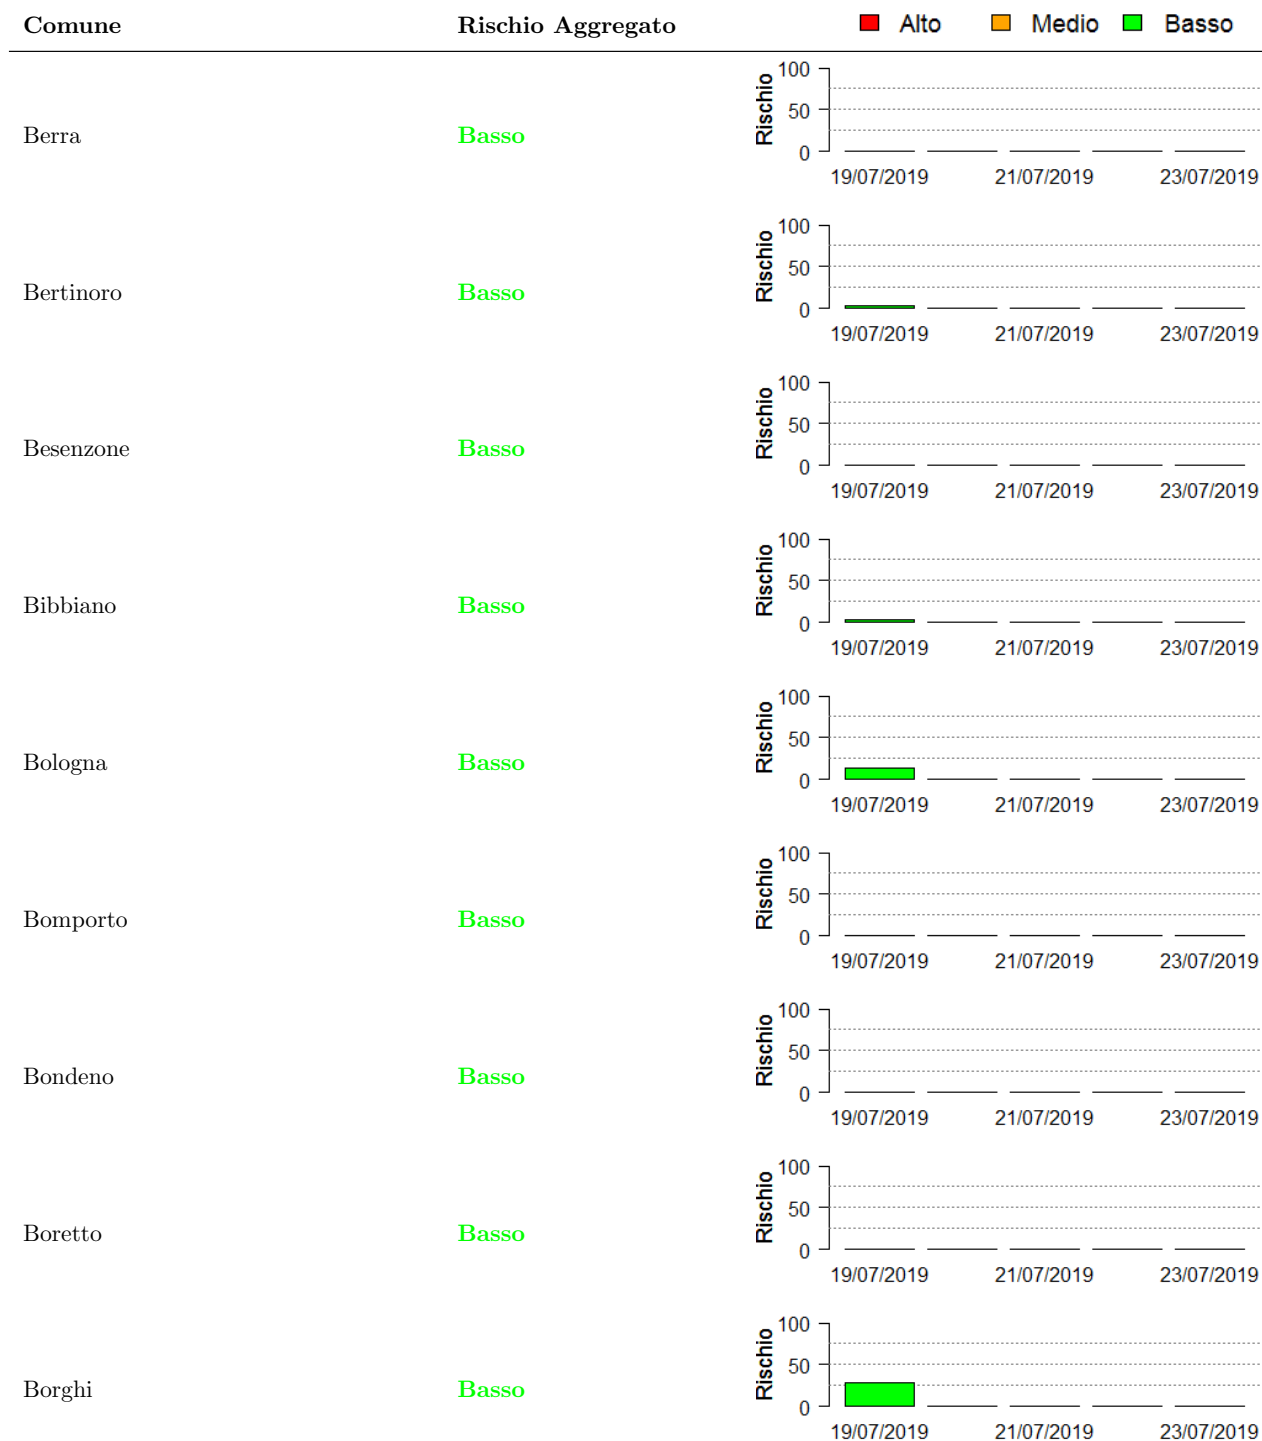 Comune Rischio Aggregato Alto Medio Basso
Berra Basso Rischio 100 50 0
19/07/2019 21/07/2019 23/07/2019
Bertinoro Basso Rischio 100 50 0
19/07/2019 21/07/2019 23/07/2019
Besenzone Basso Rischio 100 50 0
19/07/2019 21/07/2019 23/07/2019
Bibbiano Basso Rischio 100 50 0
19/07/2019 21/07/2019 23/07/2019
Bologna Basso Rischio 100 50 0
19/07/2019 21/07/2019 23/07/2019
Bomporto Basso Rischio 100 50 0
19/07/2019 21/07/2019 23/07/2019
Bondeno Basso Rischio 100 50 0
19/07/2019 21/07/2019 23/07/2019
Boretto Basso Rischio 100 50 0
19/07/2019 21/07/2019 23/07/2019
Borghi Basso Rischio 100 50 0
19/07/2019 21/07/2019 23/07/2019